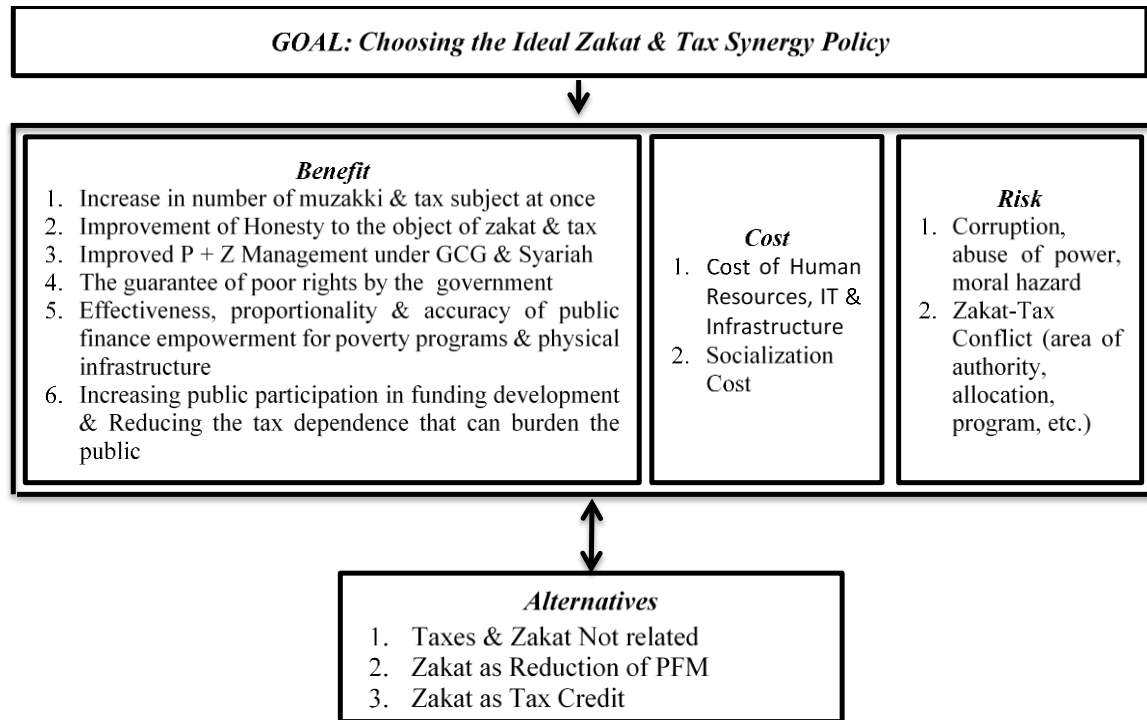 GOAL: Choosing the Ideal Zakat & Tax Synergy Policy
Benefit
1. Increase in number of muzakki & tax subject at once
2. Improvement of Honesty to the object of zakat & tax
3. Improved P + Z Management under GCG & Syariah
4. The guarantee of poor rights by the government
5. Effectiveness, proportionality & accuracy of public
finance empowerment for poverty programs & physical
infrastructure
6. Increasing public participation in funding development
& Reducing the tax dependence that can burden the
public
Cost
1. Cost of Human
Resources, IT &
Infrastructure
2. Socialization
Cost
Risk
1. Corruption,
abuse of power,
moral hazard
2. Zakat-Tax
Conflict (area of
authority,
allocation,
program, etc.)
Alternatives
1. Taxes & Zakat Not related
2. Zakat as Reduction of PFM
3. Zakat as Tax Credit